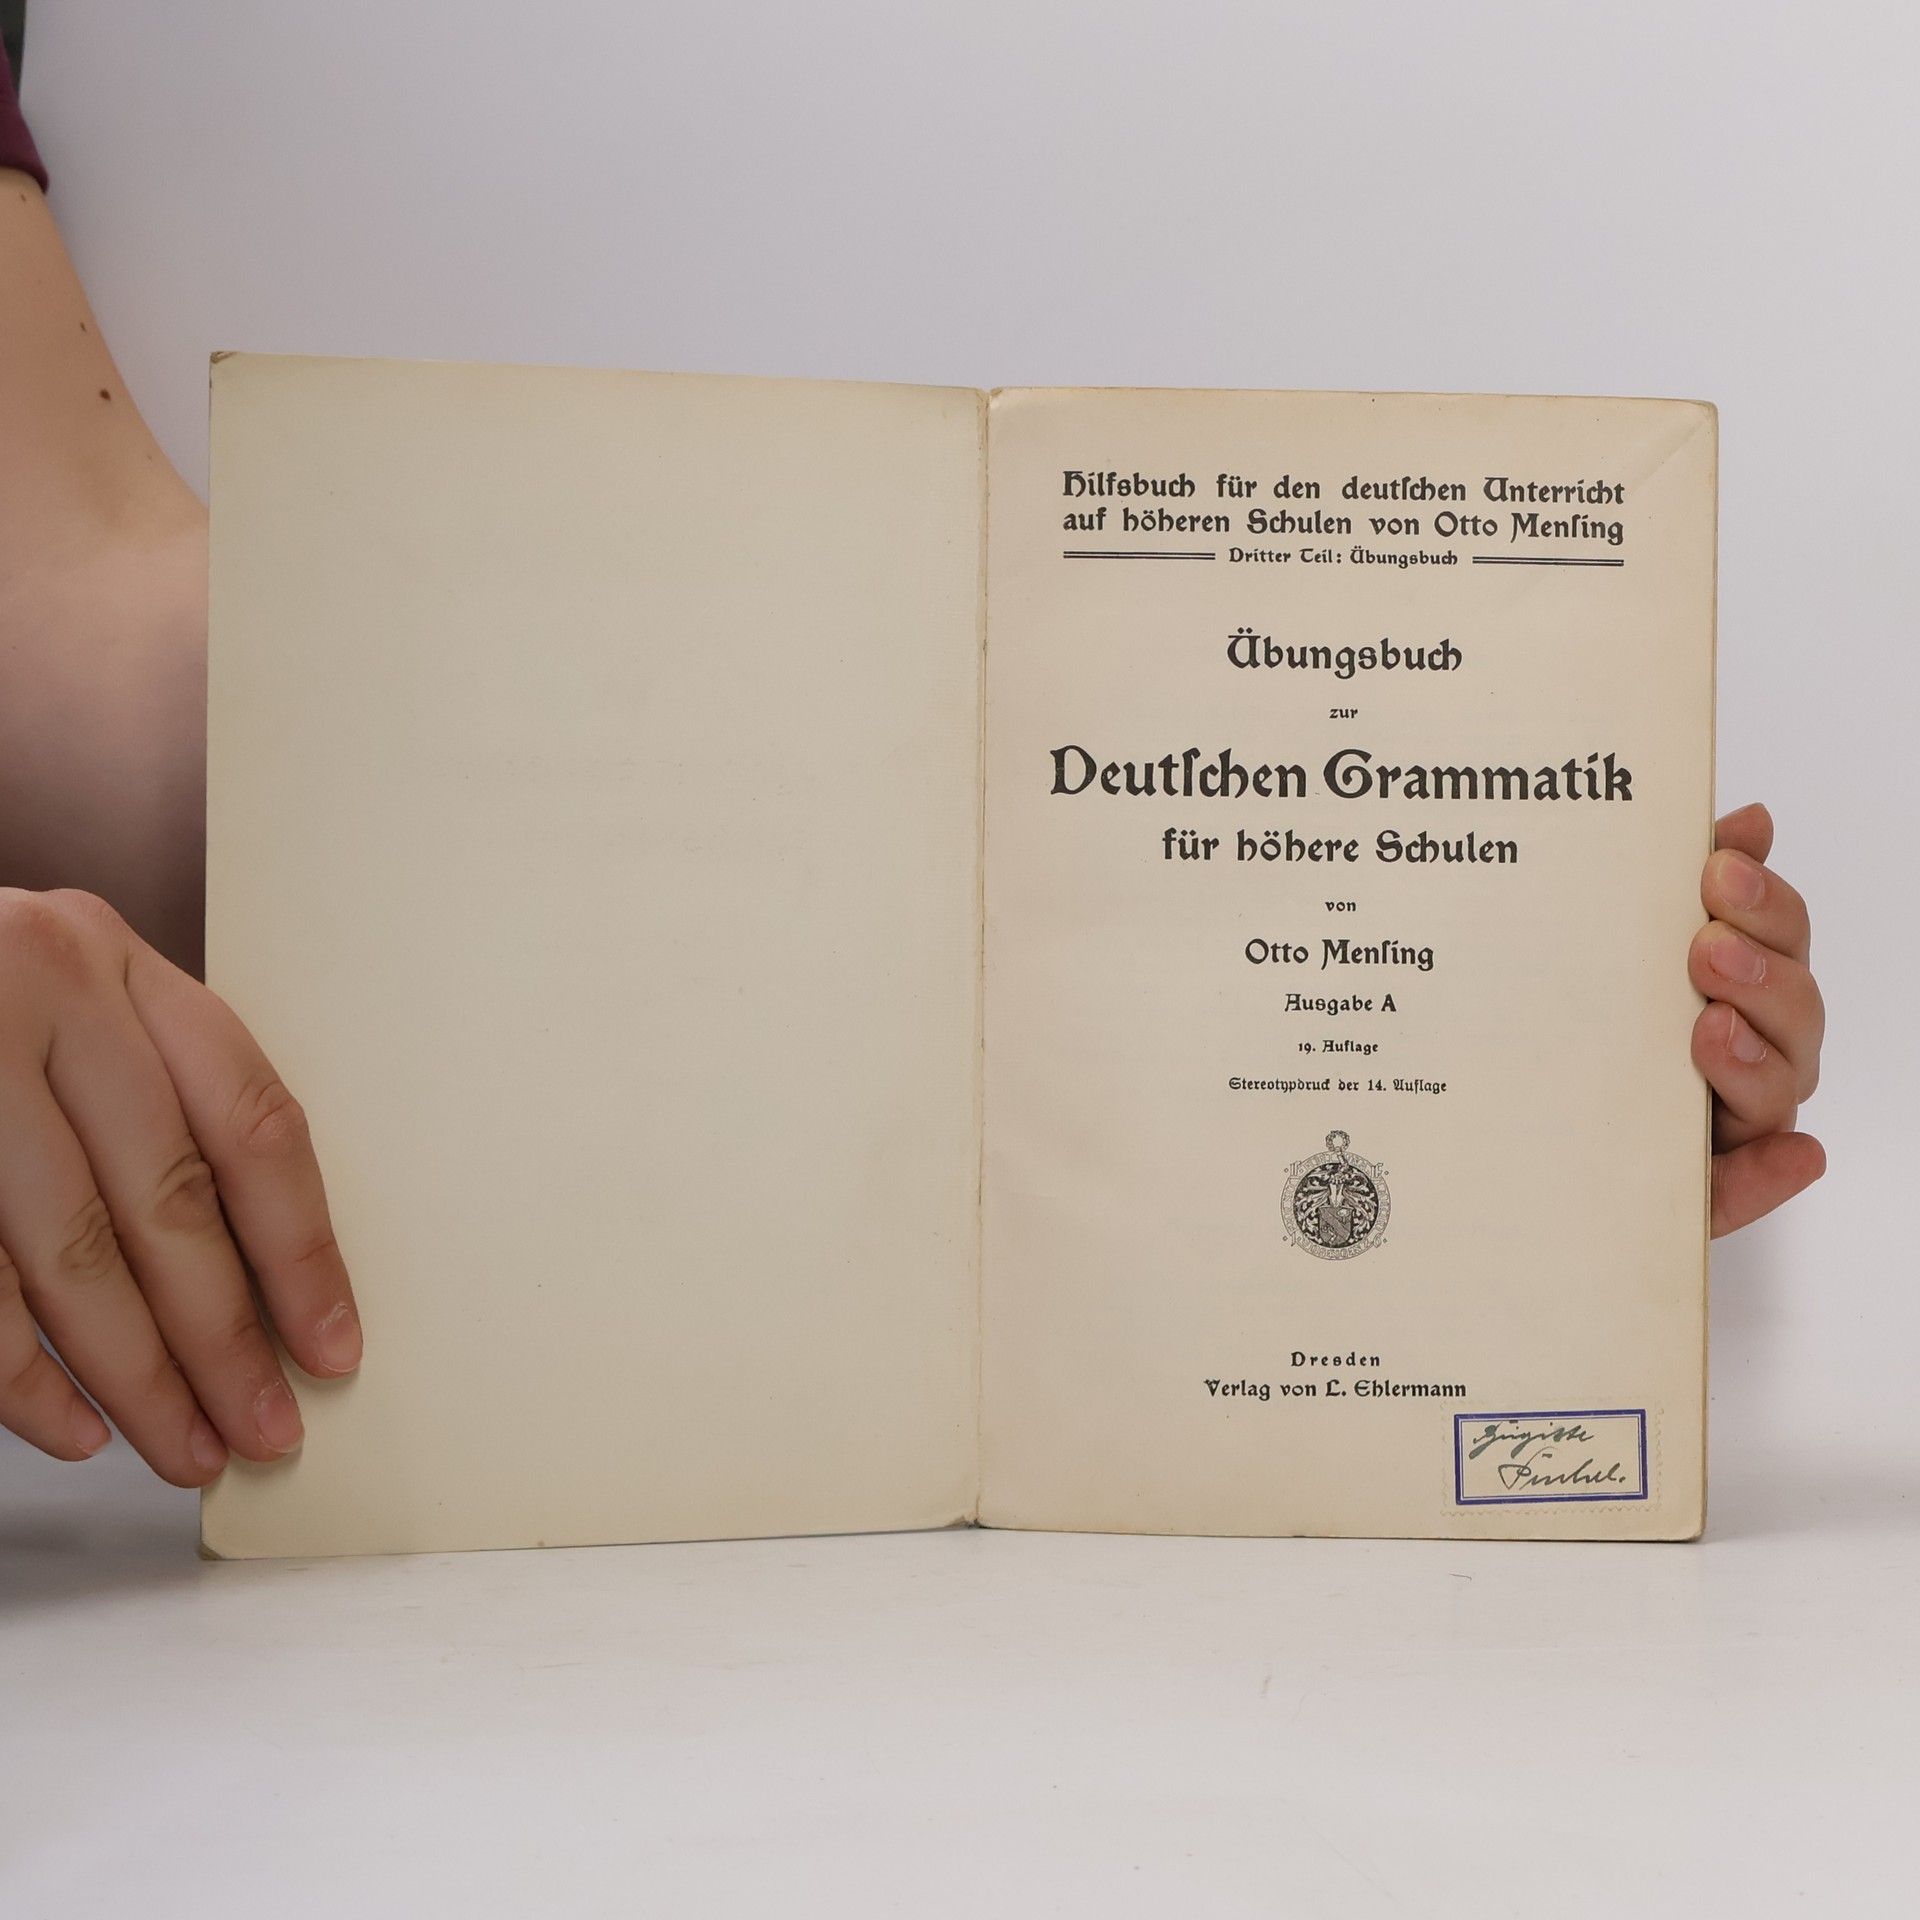 Hilfsbuch für den deutſchen Unterricht
auf höheren Schulen von Otto Menſing
Dritter Teil: Übungsbuch
Übungsbuch
zur
Deutſchen Grammatik
für höhere Schulen
von
Otto Menſing
Ausgabe A
19. Auflage
Stereotypdruck der 14. Auflage
Dresden
Verlag von L. Ehlermann